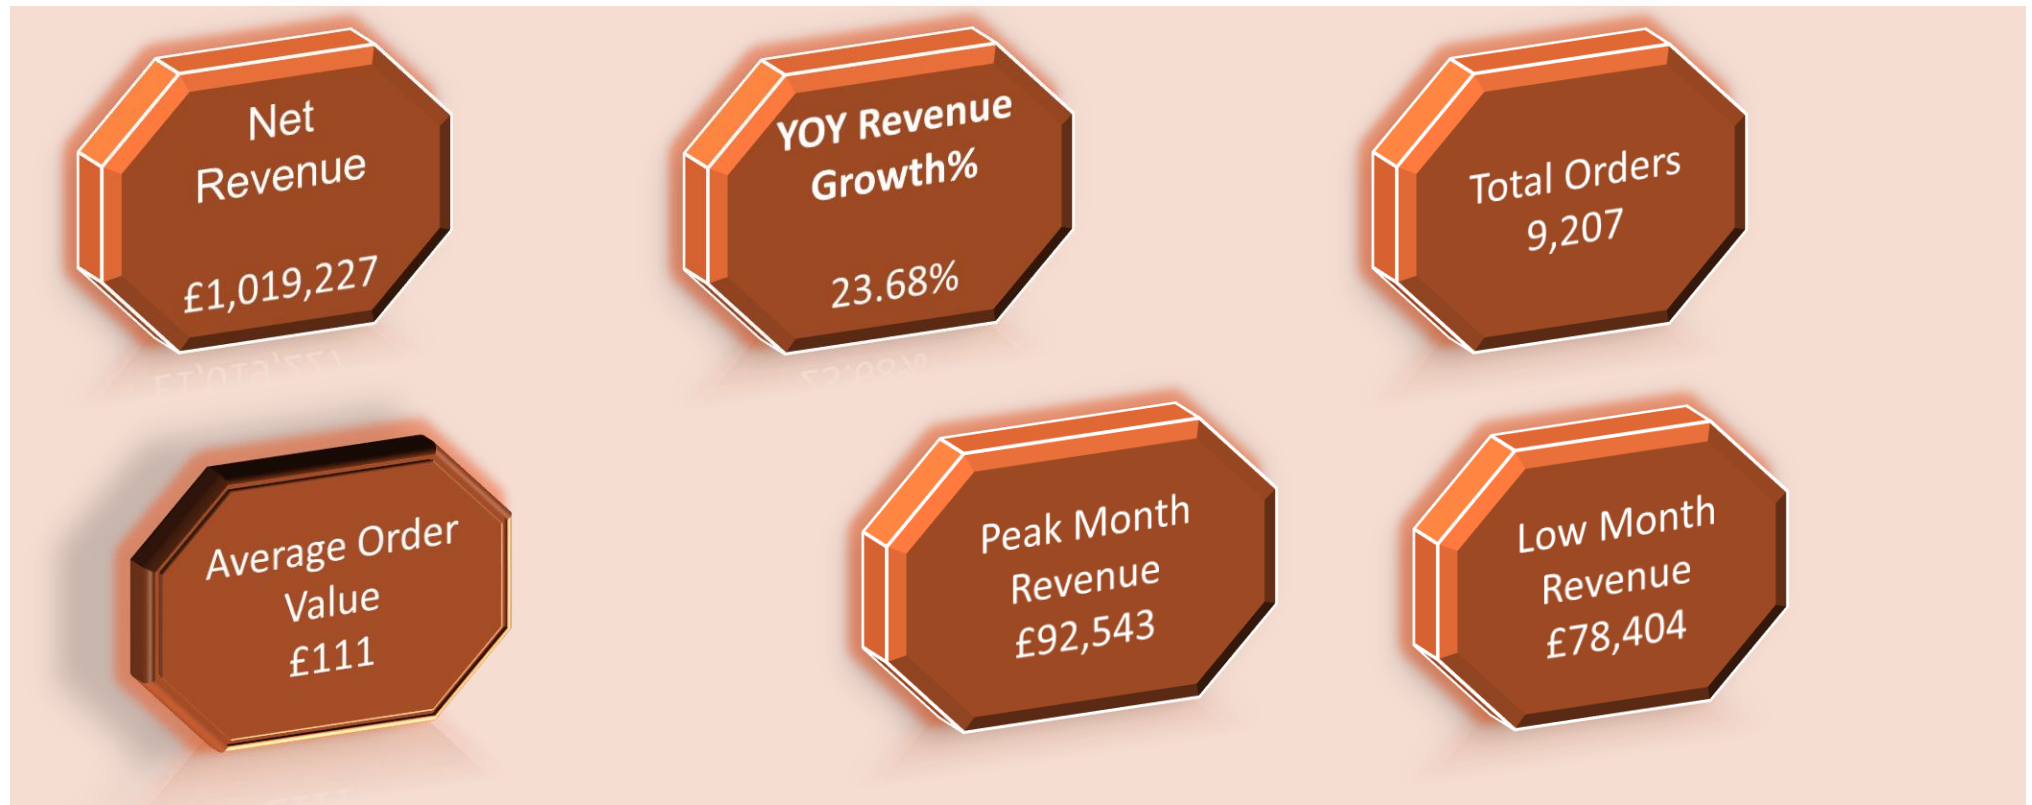 Net
Revenue
£1,019,227
YOY Revenue
Growth%
23.68%
Total Orders
9,207
Average Order
Value
£111
Peak Month
Revenue
£92,543
Low Month
Revenue
£78,404